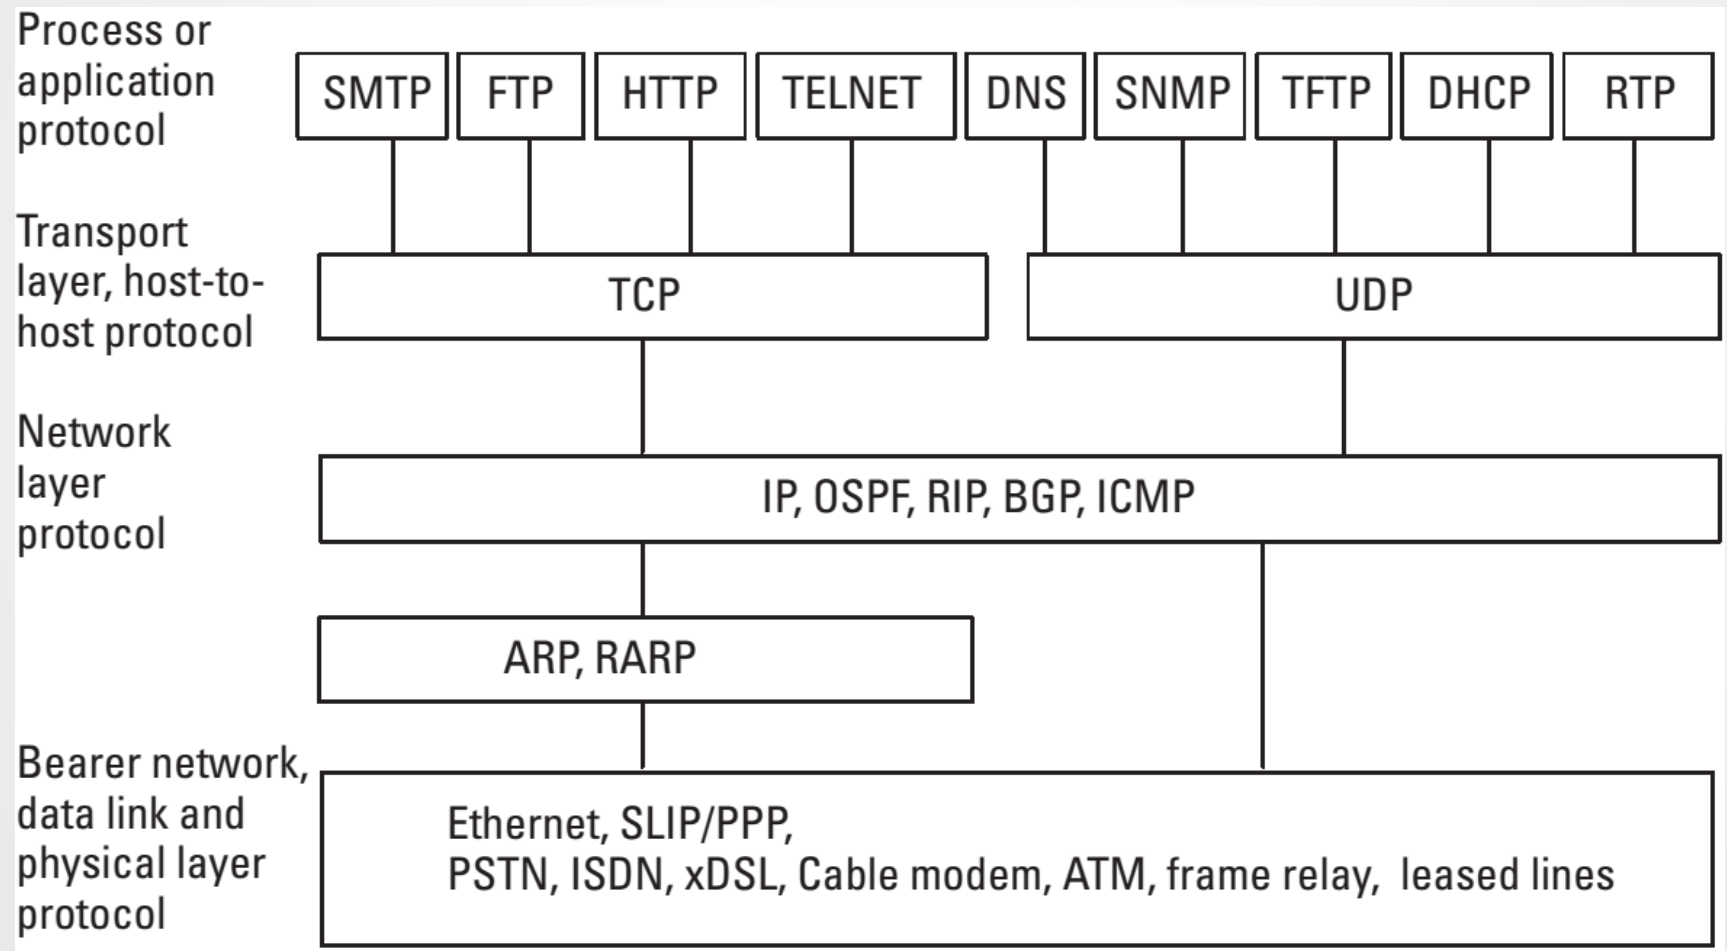 Process or
application
protocol
SMTP FTP HTTP TELNET DNS SNMP TFTP DHCP RTP
Transport
layer, host-to-
host protocol
TCP UDP
Network
layer
protocol
IP, OSPF, RIP, BGP, ICMP
ARP, RARP
Bearer network,
data link and
physical layer
protocol
Ethernet, SLIP/PPP,
PSTN, ISDN, xDSL, Cable modem, ATM, frame relay, leased lines